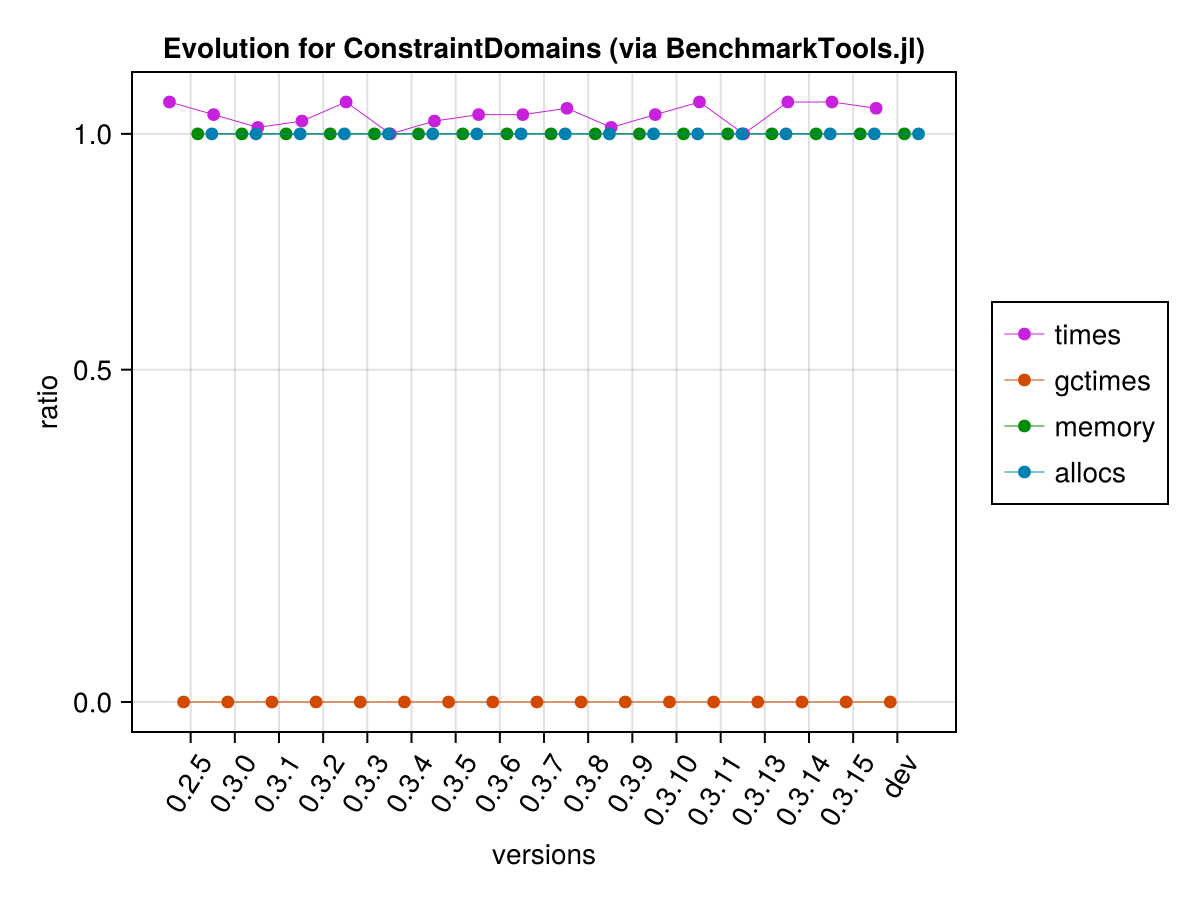 Evolution for ConstraintDomains (via BenchmarkTools.jl)
1.0
0.5
0.0
ratio
0.2.5
0.3.0
0.3.1
0.3.2
0.3.3
0.3.4
0.3.5
0.3.6
0.3.7
0.3.8
0.3.9
0.3.10
0.3.11
0.3.13
0.3.14
0.3.15
dev
versions
times
gctimes
memory
allocs